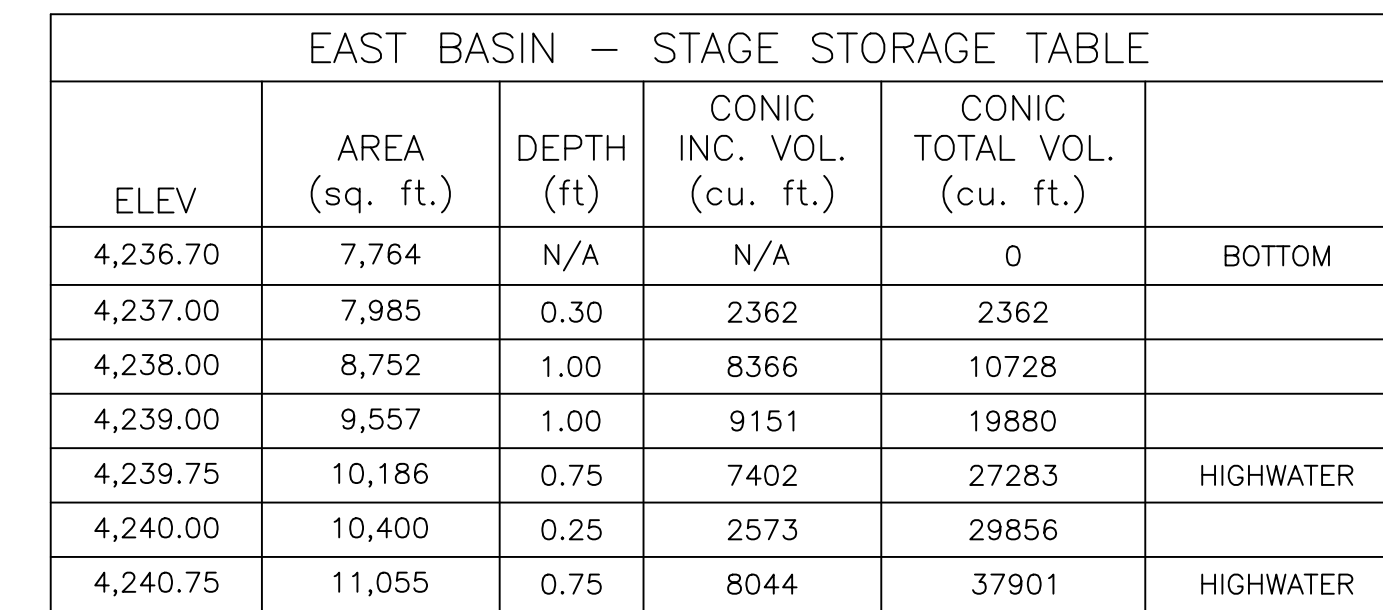 EAST BASIN – STAGE STORAGE TABLE
ELEV AREA (sq. ft.) DEPTH (ft) CONIC INC. VOL. (cu. ft.) CONIC TOTAL VOL. (cu. ft.)
4,236.70 7,764 N/A N/A 0 BOTTOM
4,237.00 7,985 0.30 2362 2362
4,238.00 8,752 1.00 8366 10728
4,239.00 9,557 1.00 9151 19880
4,239.75 10,186 0.75 7402 27283 HIGHWATER
4,240.00 10,400 0.25 2573 29856
4,240.75 11,055 0.75 8044 37901 HIGHWATER